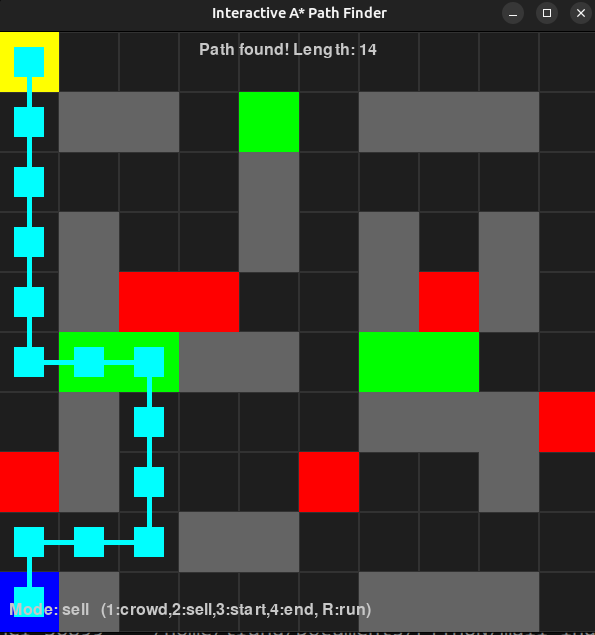 Interactive A* Path Finder
Path found! Length: 14
Mode: sell (1:crowd,2:sell,3:start,4:end, R:run)